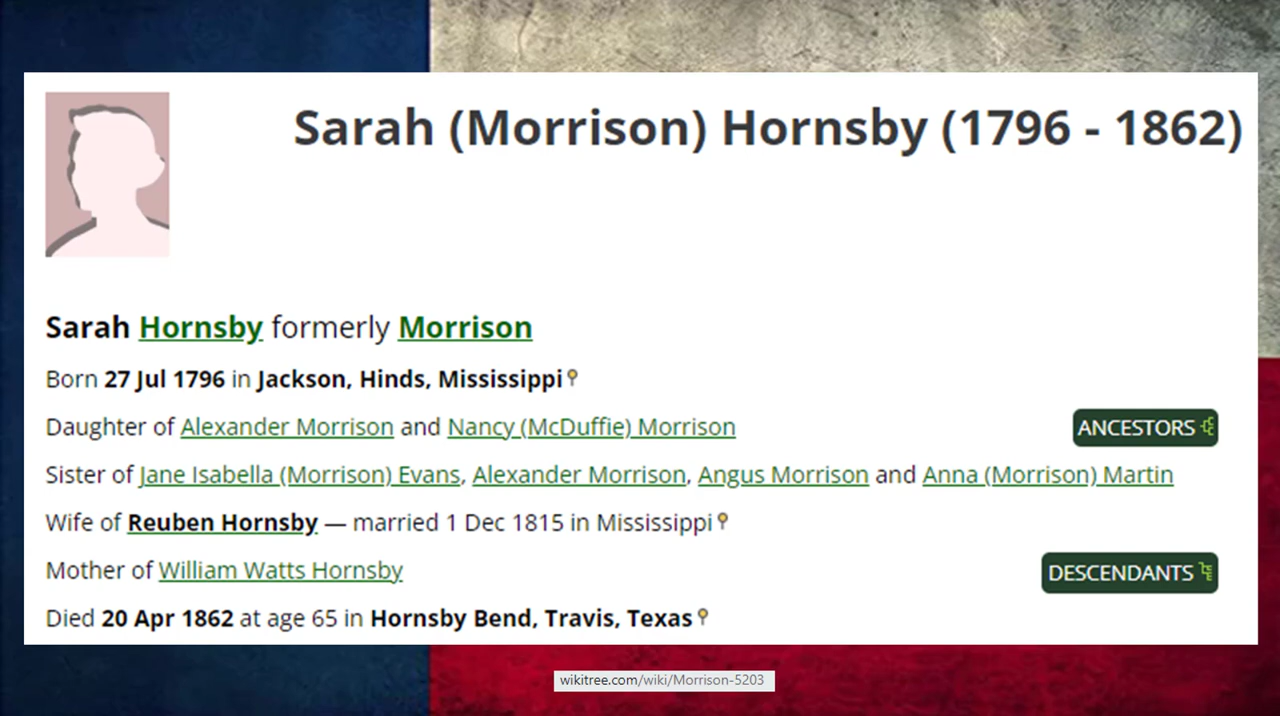 Sarah (Morrison) Hornsby (1796 - 1862)
Sarah Hornsby formerly Morrison
Born 27 Jul 1796 in Jackson, Hinds, Mississippi
Daughter of Alexander Morrison and Nancy (McDuffie) Morrison
ANCESTORS
Sister of Jane Isabella (Morrison) Evans, Alexander Morrison, Angus Morrison and Anna (Morrison) Martin
Wife of Reuben Hornsby — married 1 Dec 1815 in Mississippi
Mother of William Watts Hornsby
DESCENDANTS
Died 20 Apr 1862 at age 65 in Hornsby Bend, Travis, Texas
wikitree.com/wiki/Morrison-5203